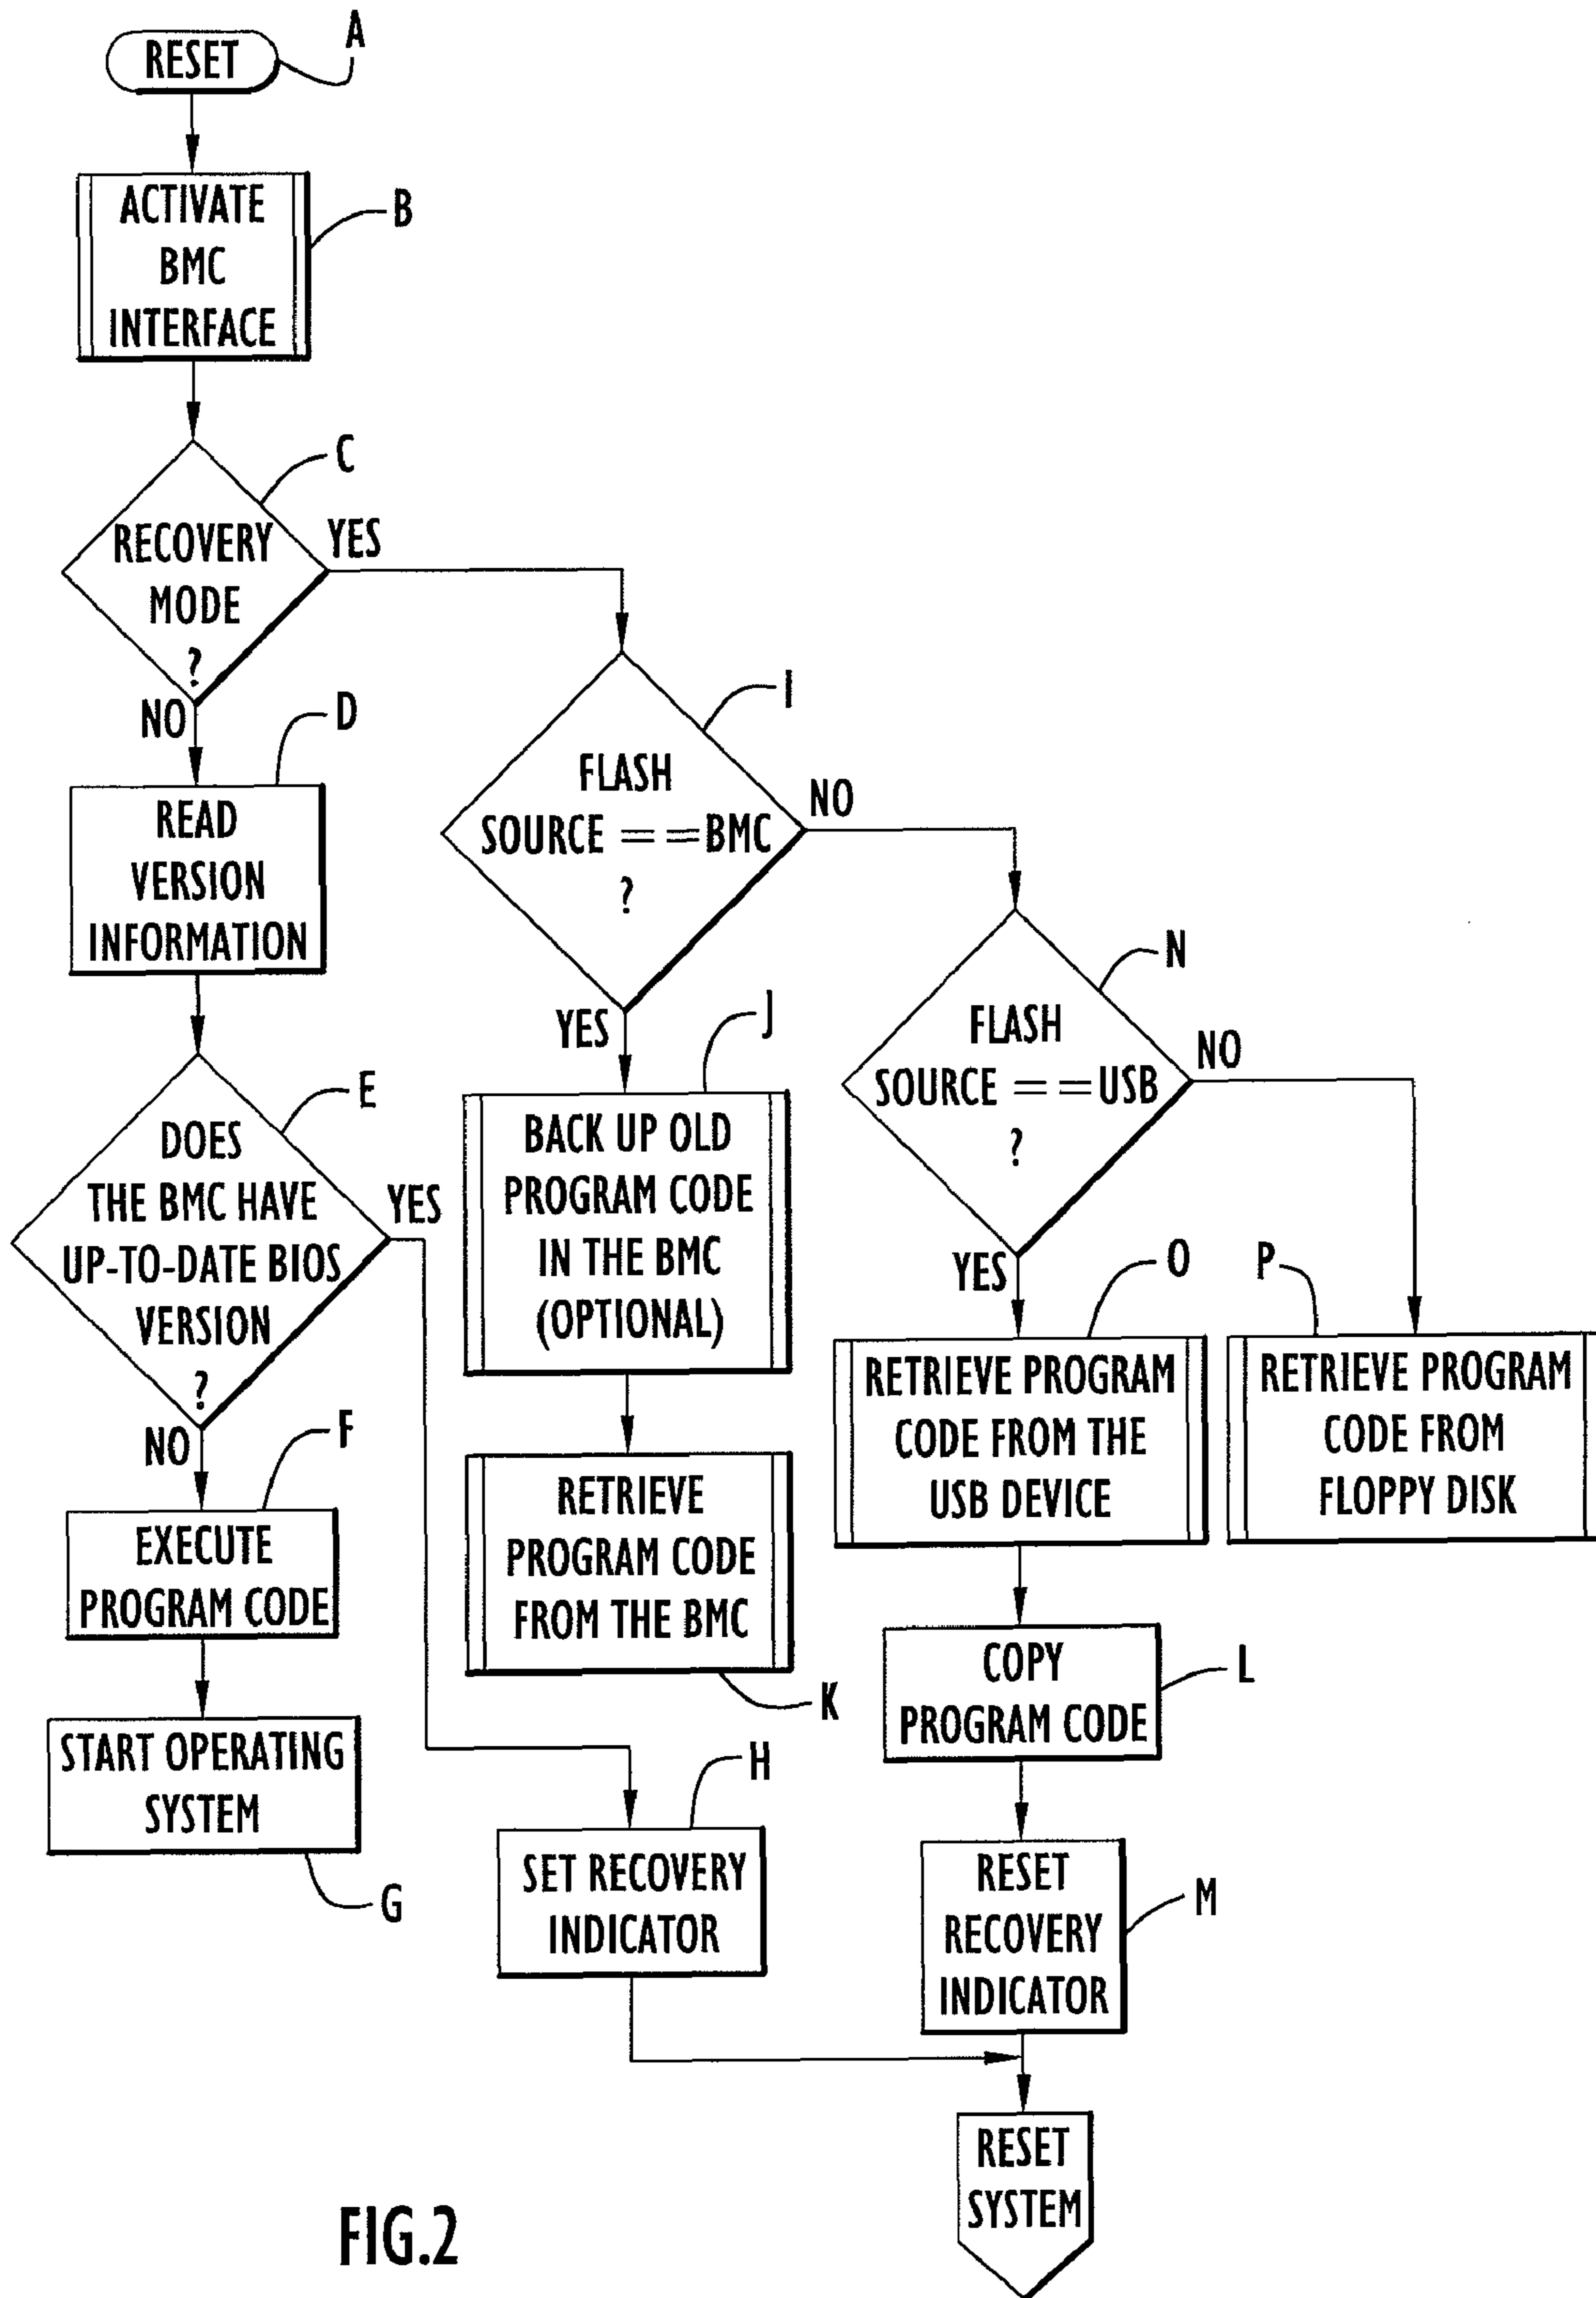 RESET
A
ACTIVATE
BMC
INTERFACE
B
C
RECOVERY
MODE
?
YES
NO
D
READ
VERSION
INFORMATION
I
FLASH
SOURCE ==BMC
?
NO
YES
E
DOES
THE BMC HAVE
UP-TO-DATE BIOS
VERSION
?
YES
NO
J
BACK UP OLD
PROGRAM CODE
IN THE BMC
(OPTIONAL)
N
FLASH
SOURCE ==USB
?
NO
YES
O
P
RETRIEVE PROGRAM
CODE FROM THE
USB DEVICE
RETRIEVE PROGRAM
CODE FROM
FLOPPY DISK
F
EXECUTE
PROGRAM CODE
RETRIEVE
PROGRAM CODE
FROM THE BMC
K
COPY
PROGRAM CODE
L
START OPERATING
SYSTEM
G
H
SET RECOVERY
INDICATOR
RESET
RECOVERY
INDICATOR
M
RESET
SYSTEM
FIG.2